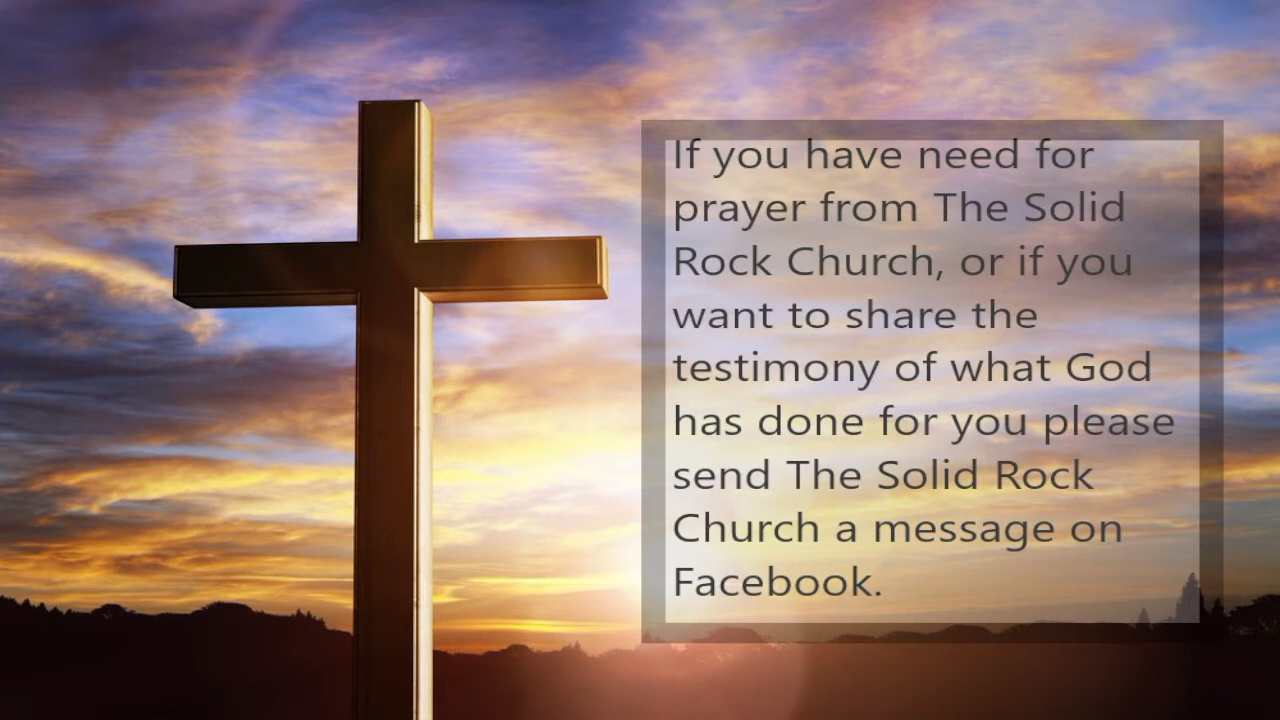 If you have need for
prayer from The Solid
Rock Church, or if you
want to share the
testimony of what God
has done for you please
send The Solid Rock
Church a message on
Facebook.